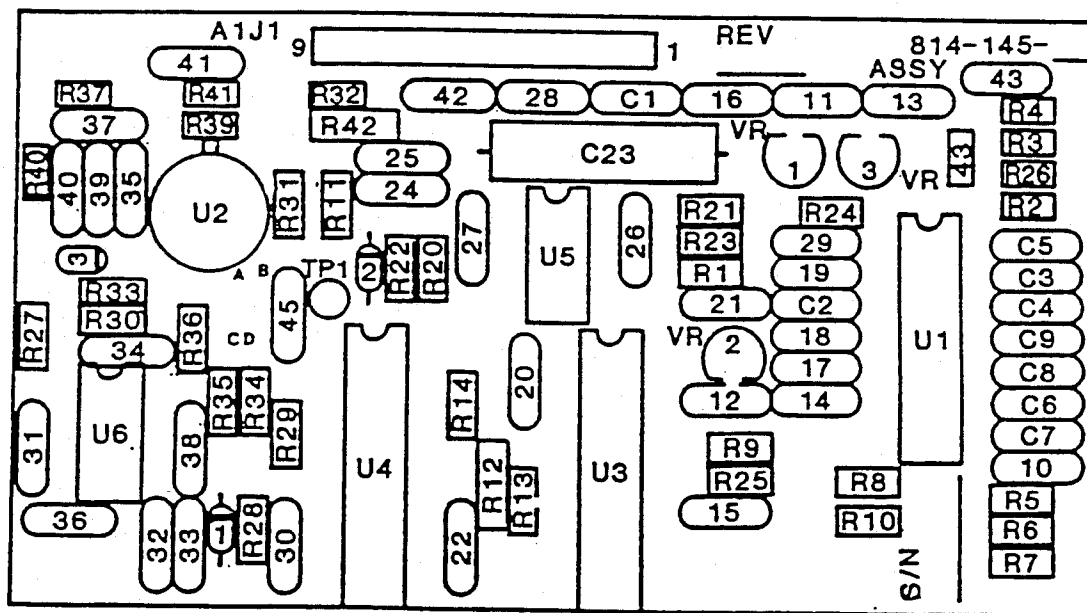 A1J1 9 1 REV 814-145-
41 ASSY 43
R37 R41 R32 42 28 C1 16 11 13 R4
37 R39 R42 VR R3
R40 40 39 35 25 C23 1 3 VR 43 R26
U2 R31 R11 24 R2
27 U5 26 R21 R24
3 A B TP1 2 R22 R20 R23 29 C5
R33 45 R1 19 C3
R27 R30 R36 C D 21 C2 C4
34 VR 2 18 U1 C9
R35 R34 20 17 C8
31 U6 38 R29 U4 R14 U3 12 14 C6
R9 C7
R12 R13 R25 R8 10
36 32 33 1 R28 30 22 15 R10 R5
R6
S/N R7